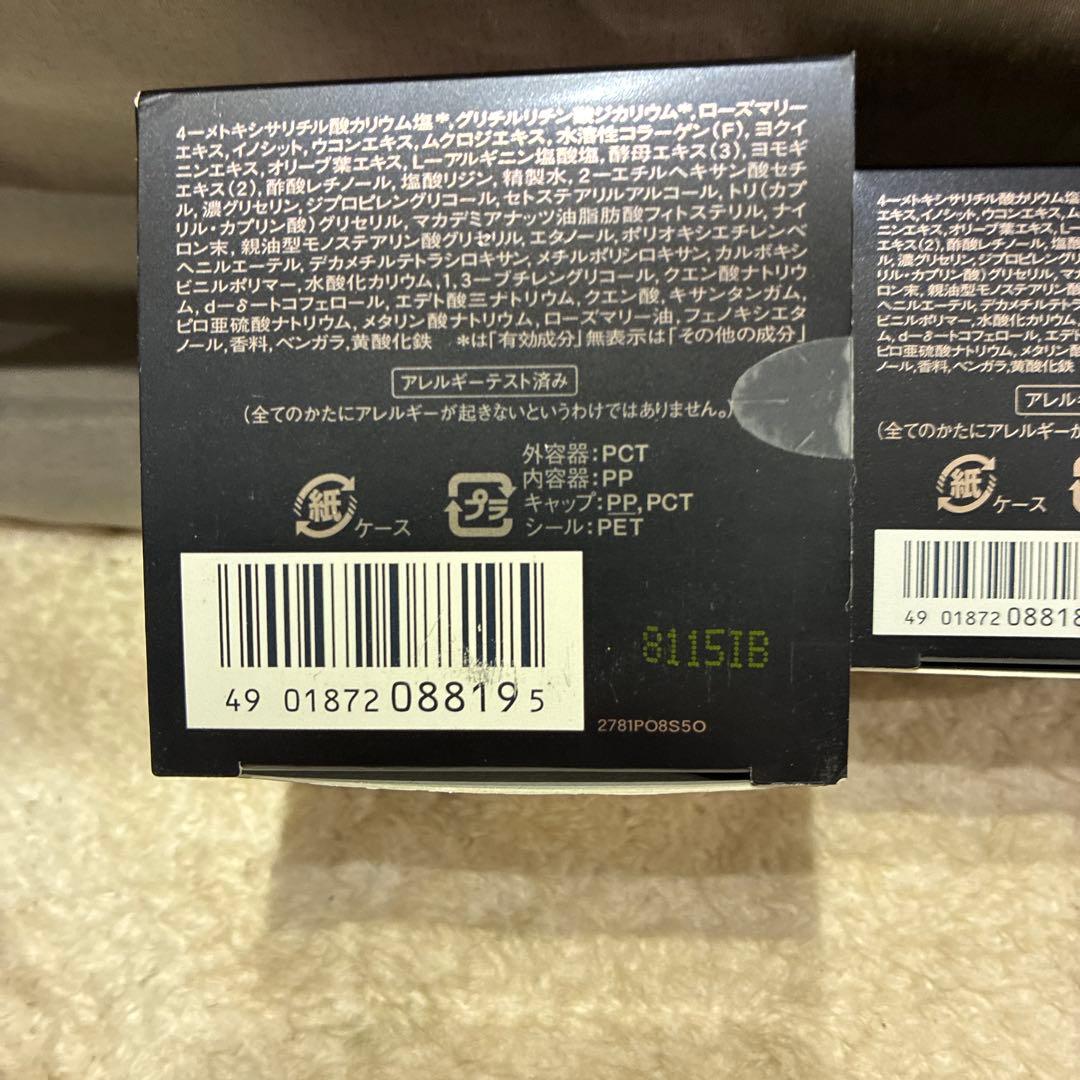 4ーメトキシサリチル酸カリウム塩*,グリチルリチン酸ジカリウム*,ローズマリー
エキス,イノシット,ウコンエキス,ムクロジエキス,水溶性コラーゲン(F),ヨクイ
ニンエキス,オリーブ葉エキス,Lーアルギニン塩酸塩,酵母エキス(3),ヨモギ
エキス(2),酢酸レチノール,塩酸リジン,精製水,2ーエチルヘキサン酸セチ
ル,濃グリセリン,ジプロピレングリコール,セトステアリルアルコール,トリ(カプ
リル・カプリン酸)グリセリル,マカデミアナッツ油脂肪酸フィトステリル,ナイ
ロン末,親油型モノステアリン酸グリセリル,エタノール,ポリオキシエチレンベ
ヘニルエーテル,デカメチルテトラシロキサン,メチルポリシロキサン,カルボキシ
ビニルポリマー,水酸化カリウム,1,3ーブチレングリコール,クエン酸ナトリウ
ム,dーδートコフェロール,エデト酸三ナトリウム,クエン酸,キサンタンガム,
ピロ亜硫酸ナトリウム,メタリン酸ナトリウム,ローズマリー油,フェノキシエタ
ノール,香料,ベンガラ,黄酸化鉄 *は「有効成分」無表示は「その他の成分」
アレルギーテスト済み
(全てのかたにアレルギーが起きないというわけではありません。)
紙
ケース
プラ
外容器:PCT
内容器:PP
キャップ:PP,PCT
シール:PET
49 01872 08819 5
8115IB
2781P08S50
4ーメトキシサリチル酸カリウム塩
エキス,イノシット,ウコンエキス,ム
ニンエキス,オリーブ葉エキス,Lー
エキス(2),酢酸レチノール,塩酸
ル,濃グリセリン,ジプロピレングリ
リル・カプリン酸)グリセリル,マカ
ロン末,親油型モノステアリン酸
ヘニルエーテル,デカメチルテトラ
ビニルポリマー,水酸化カリウム
ム,dーδートコフェロール,エデト
ピロ亜硫酸ナトリウム,メタリン酸
ノール,香料,ベンガラ,黄酸化鉄
アレルギ
(全てのかたにアレルギーが
紙
ケース
49 01872 08818